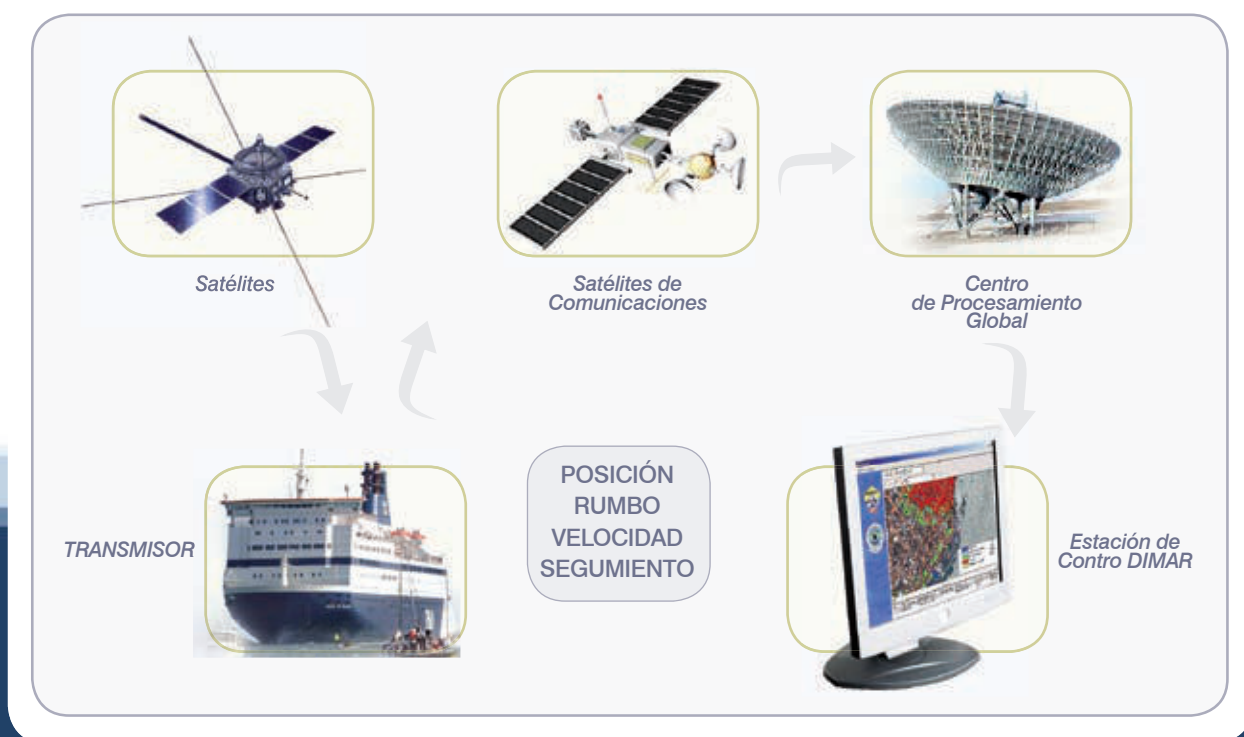 Satélites
Satélites de
Comunicaciones
Centro
de Procesamiento
Global
TRANSMISOR
POSICIÓN
RUMBO
VELOCIDAD
SEGUMIENTO
Estación de
Contro DIMAR